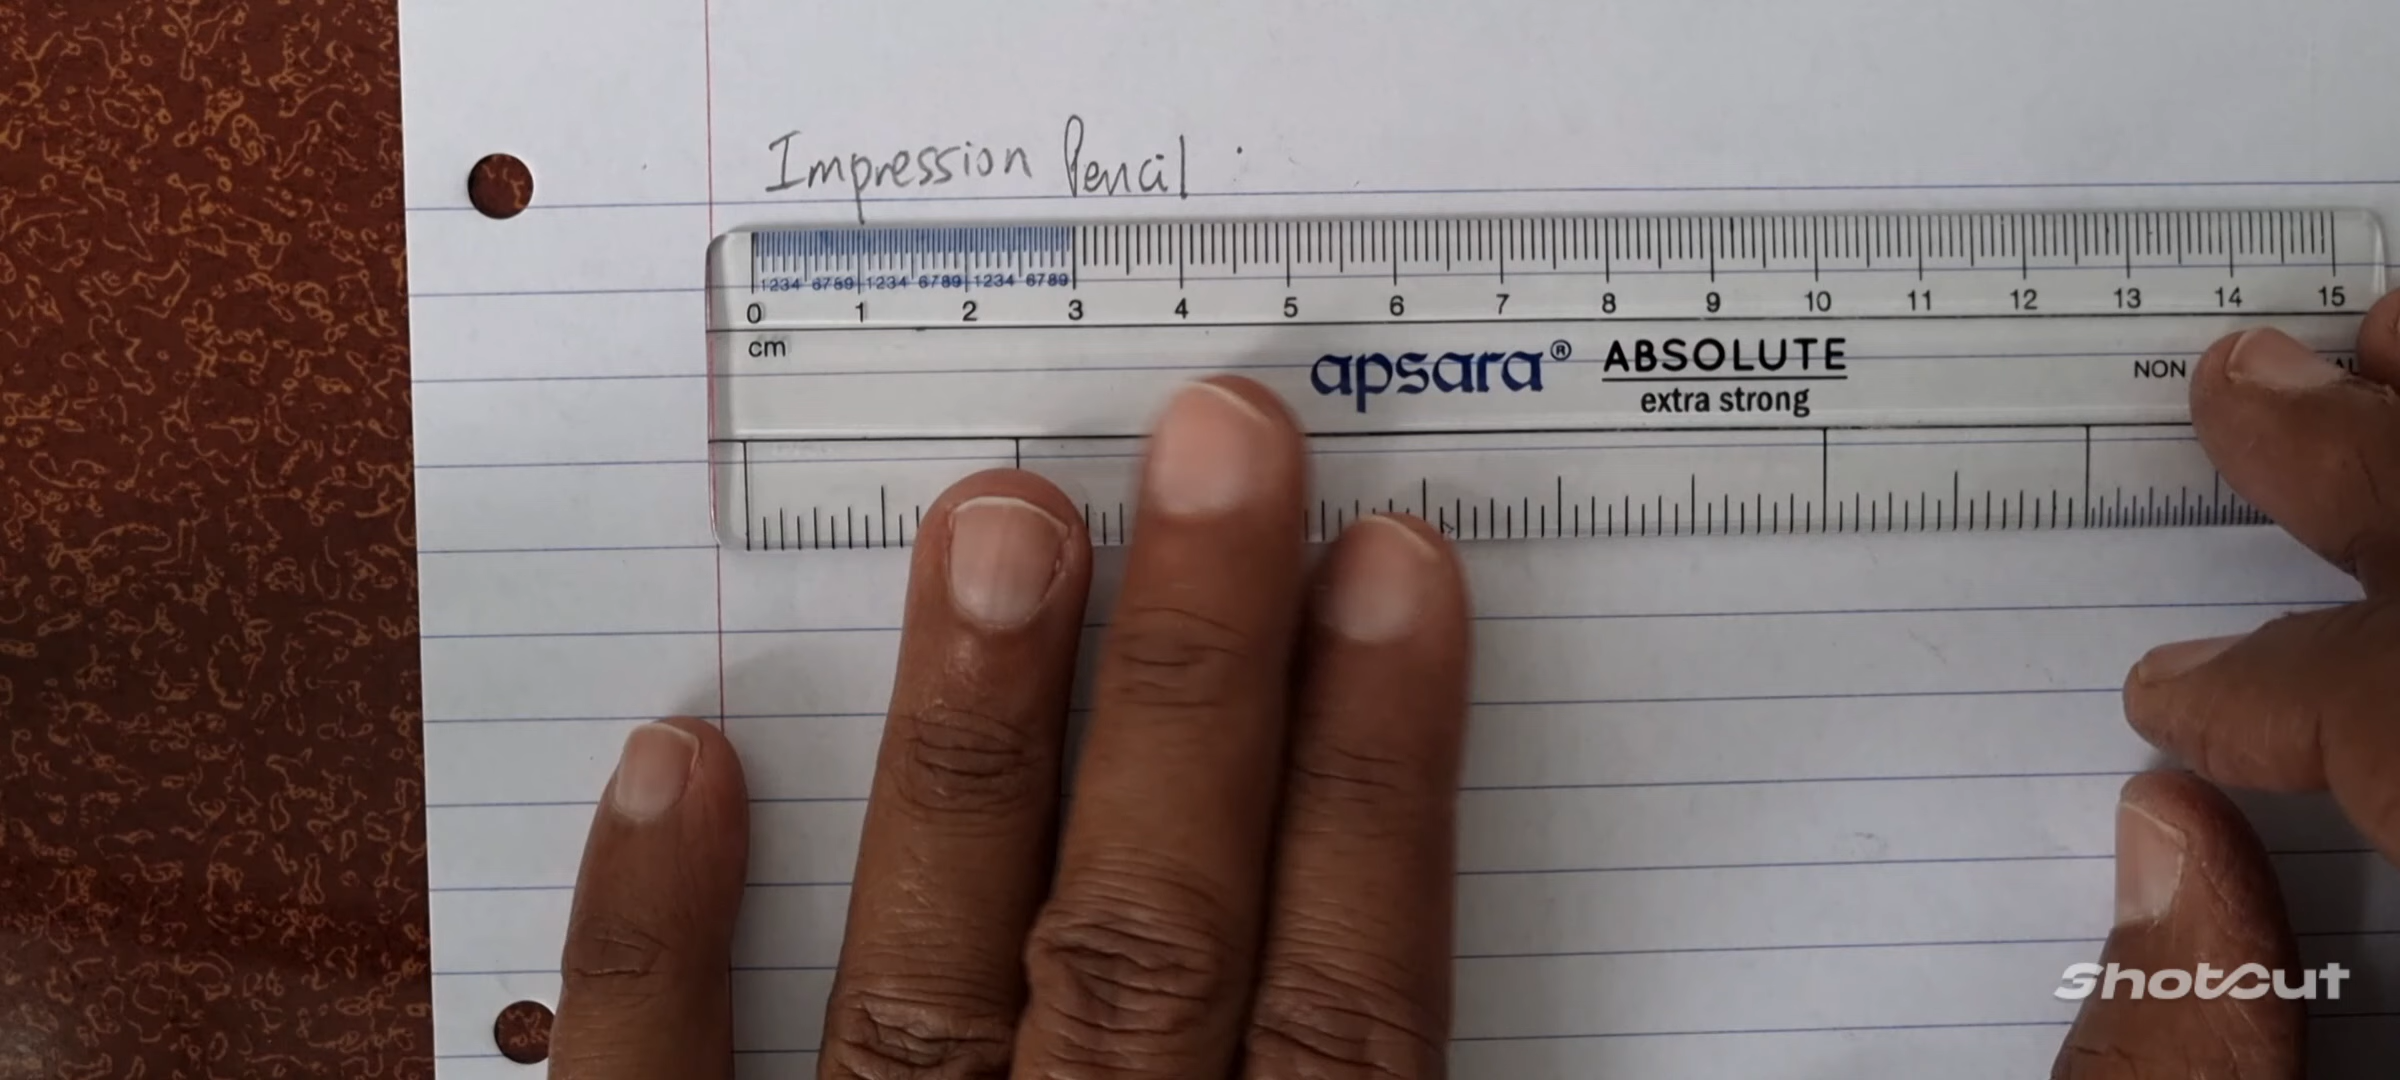 Impression Pencil :
1234 6789 1234 6789 1234 6789
0 1 2 3 4 5 6 7 8 9 10 11 12 13 14 15
cm
apsara® ABSOLUTE
extra strong
NON
ShotCut